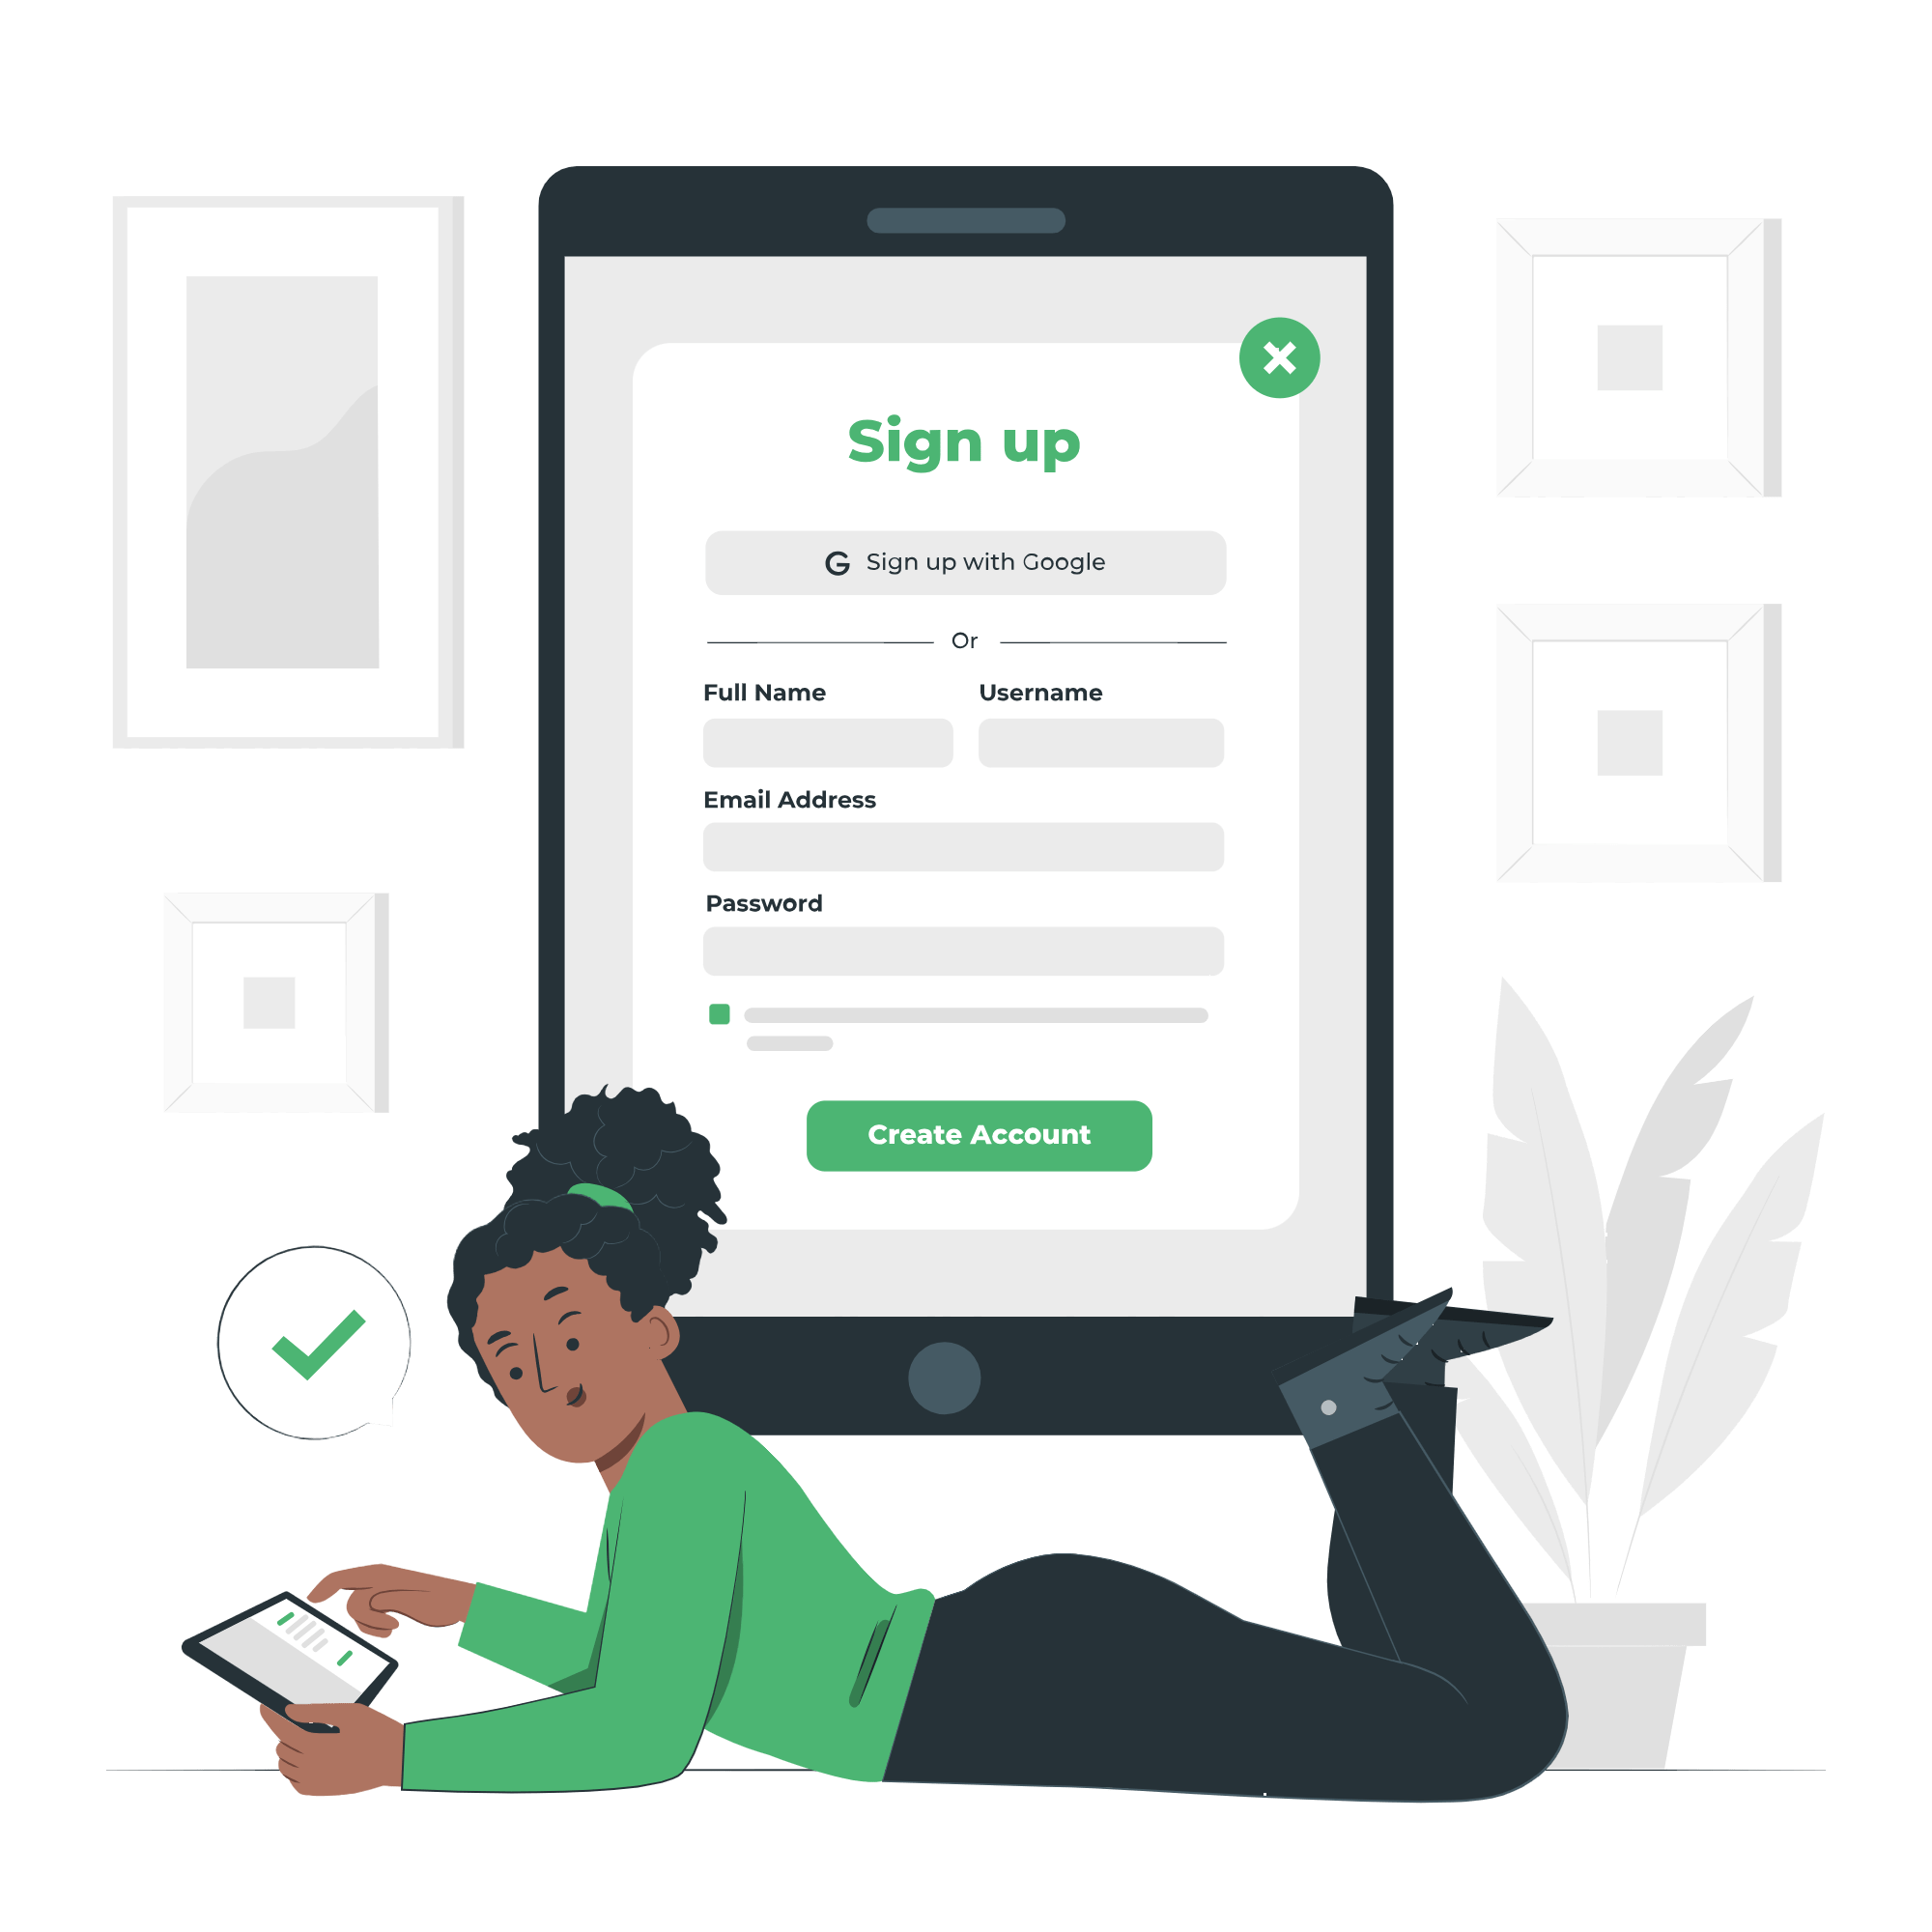 Sign up
G Sign up with Google
Or
Full Name Username
Email Address
Password
Create Account